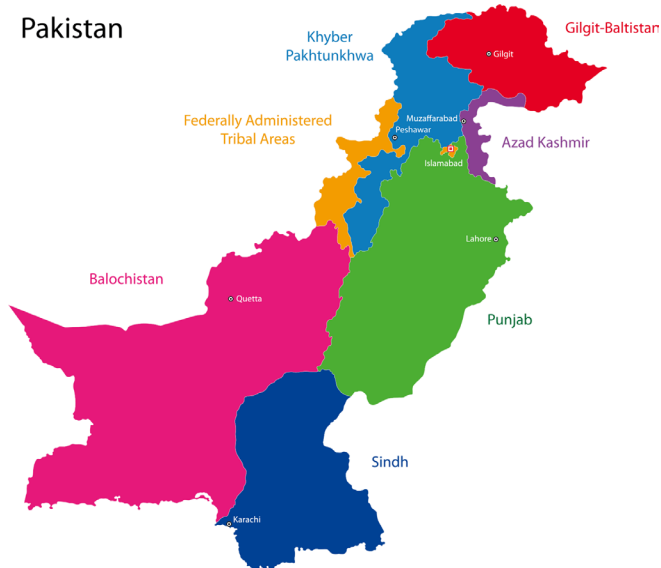 Pakistan
Khyber
Pakhtunkhwa
Gilgit-Baltistan
Gilgit
Federally Administered
Tribal Areas
Muzaffarabad
Peshawar
Azad Kashmir
Islamabad
Lahore
Balochistan
Quetta
Punjab
Sindh
Karachi